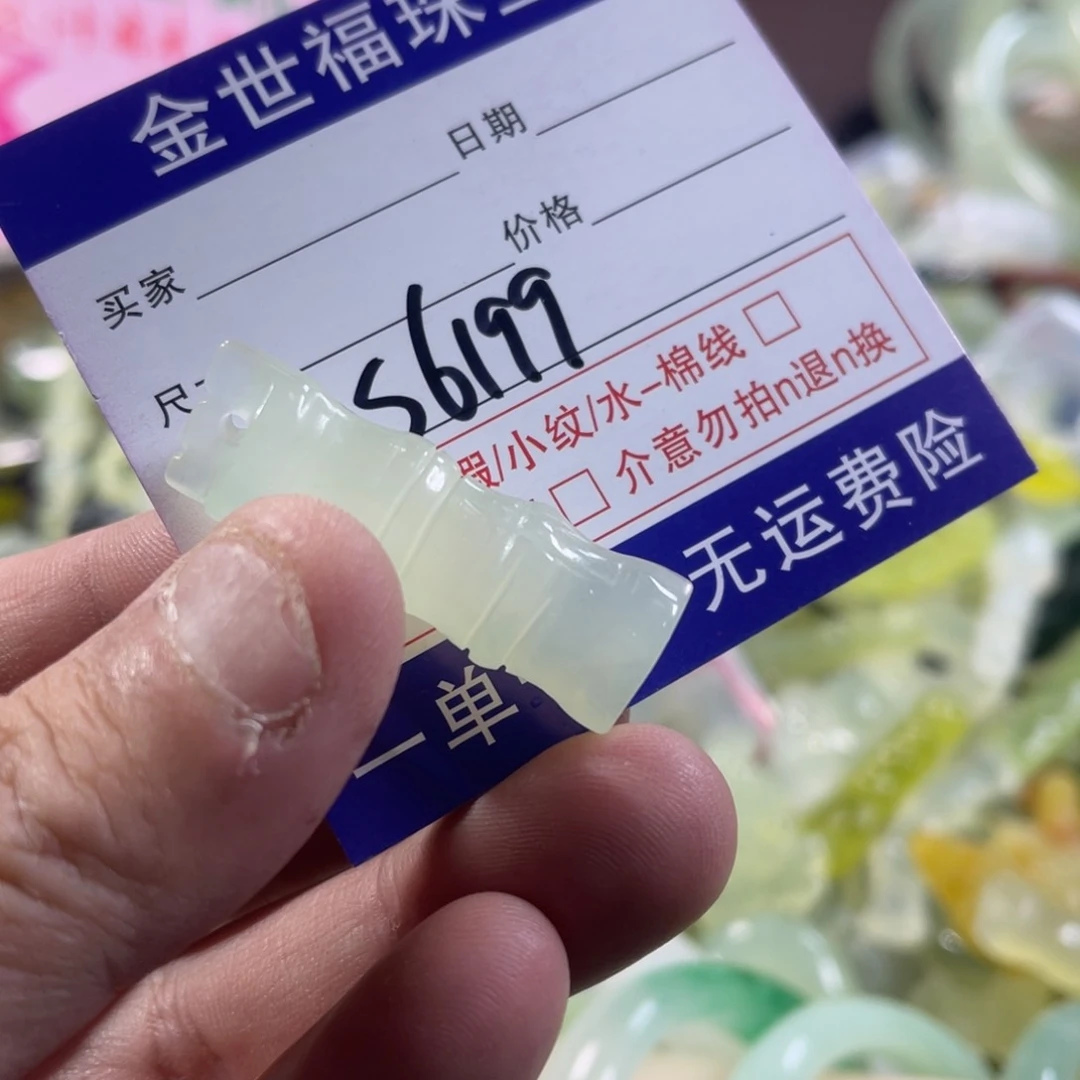 金世福珠
日期
买家
价格
尺
S6199
/小纹/水-棉线 □
□ 介意勿拍n退n换
一单
无运费险